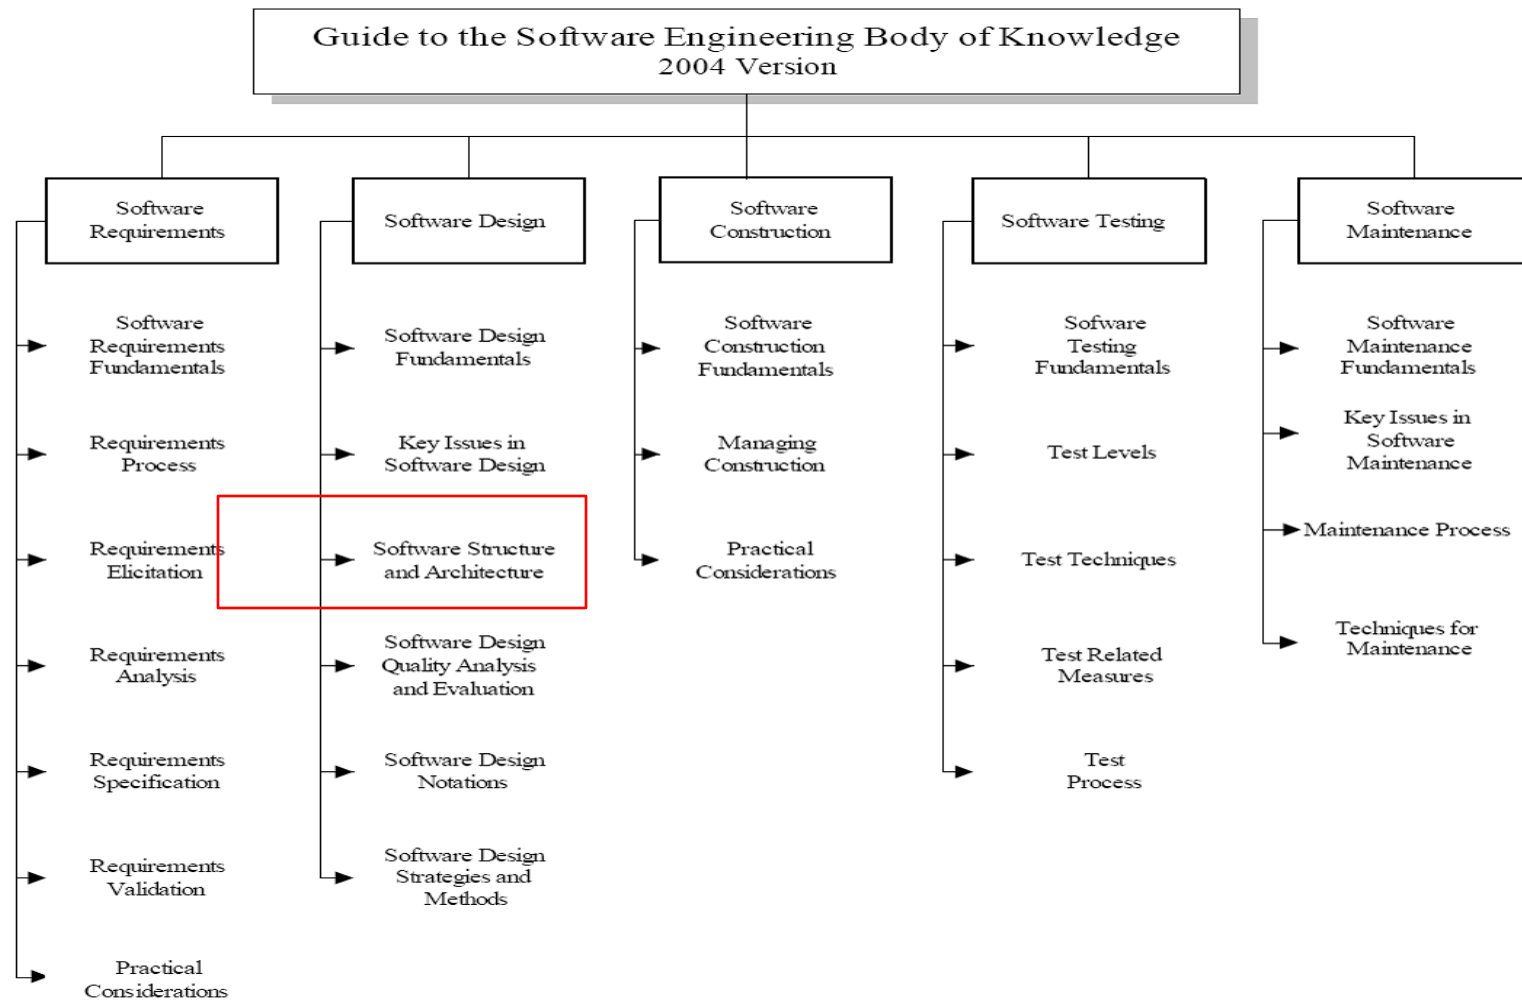 Guide to the Software Engineering Body of Knowledge
2004 Version
Software
Requirements
Software
Requirements
Fundamentals
Requirements
Process
Requirements
Elicitation
Requirements
Analysis
Requirements
Specification
Requirements
Validation
Practical
Considerations
Software Design
Software Design
Fundamentals
Key Issues in
Software Design
Software Structure
and Architecture
Software Design
Quality Analysis
and Evaluation
Software Design
Notations
Software Design
Strategies and
Methods
Software
Construction
Software
Construction
Fundamentals
Managing
Construction
Practical
Considerations
Software Testing
Sofware
Testing
Fundamentals
Test Levels
Test Techniques
Test Related
Measures
Test
Process
Software
Maintenance
Software
Maintenance
Fundamentals
Key Issues in
Software
Maintenance
Maintenance Process
Techniques for
Maintenance